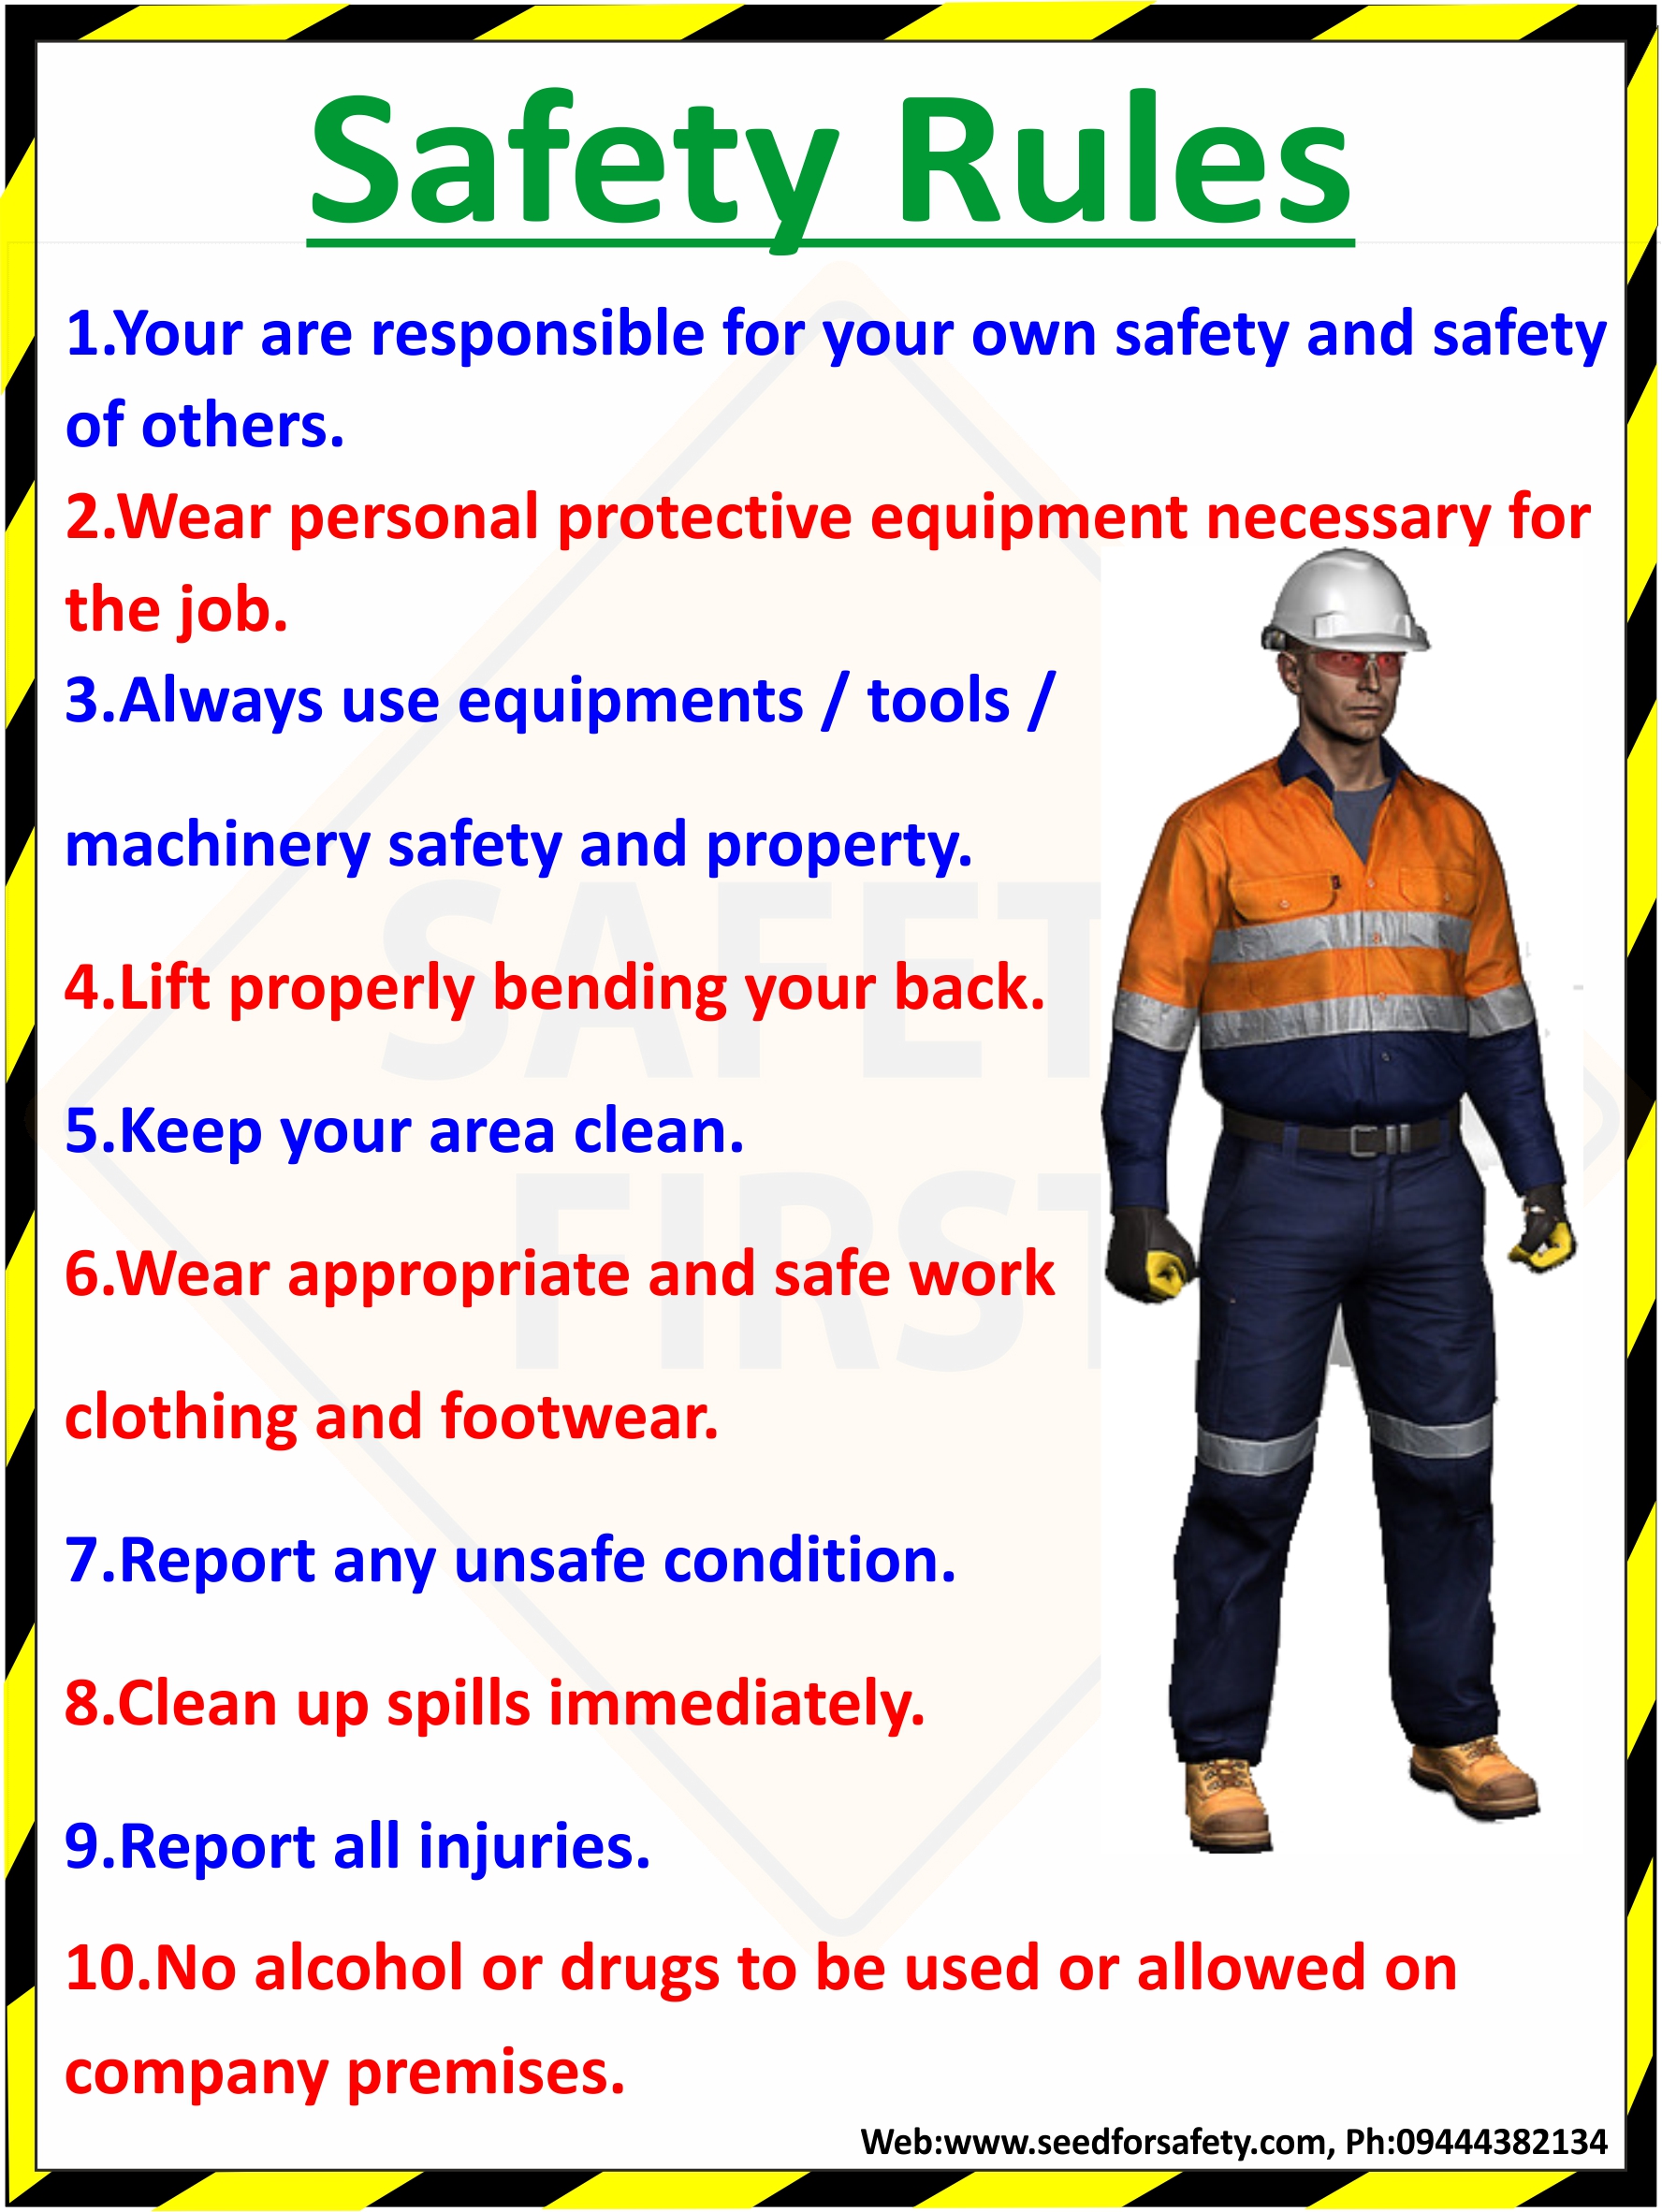 Safety Rules
1.Your are responsible for your own safety and safety
of others.
2.Wear personal protective equipment necessary for
the job.
3.Always use equipments / tools /
machinery safety and property.
4.Lift properly bending your back.
5.Keep your area clean.
6.Wear appropriate and safe work
clothing and footwear.
7.Report any unsafe condition.
8.Clean up spills immediately.
9.Report all injuries.
10.No alcohol or drugs to be used or allowed on
company premises.
Web:www.seedforsafety.com, Ph:09444382134
SAFET
FIRST